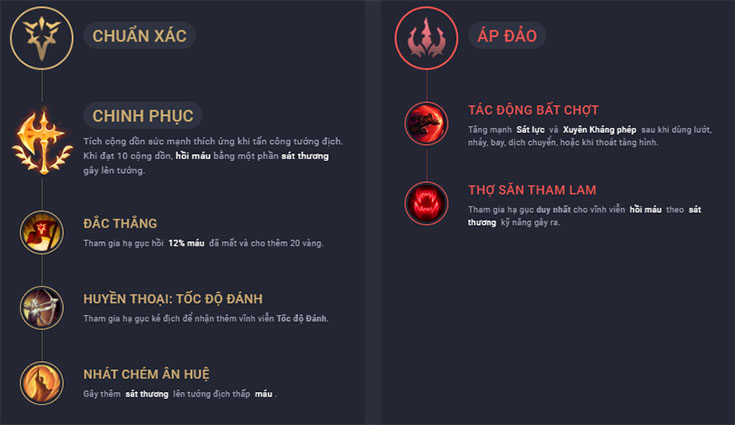 CHUẨN XÁC
CHINH PHỤC
Tích cộng dồn sức mạnh thích ứng khi tấn công tướng địch.
Khi đạt 10 cộng dồn, hồi máu bằng một phần sát thương
gây lên tướng.
ĐẮC THẮNG
Tham gia hạ gục hồi 12% máu đã mất và cho thêm 20 vàng.
HUYỀN THOẠI: TỐC ĐỘ ĐÁNH
Tham gia hạ gục kẻ địch để nhận thêm vĩnh viễn Tốc độ Đánh.
NHÁT CHÉM ÂN HUỆ
Gây thêm sát thương lên tướng địch thấp máu .
ÁP ĐẢO
TÁC ĐỘNG BẤT CHỢT
Tăng mạnh Sát lực và Xuyên Kháng phép sau khi dùng lướt,
nhảy, bay, dịch chuyển, hoặc khi thoát tàng hình.
THỢ SĂN THAM LAM
Tham gia hạ gục duy nhất cho vĩnh viễn hồi máu theo sát
thương kỹ năng gây ra.